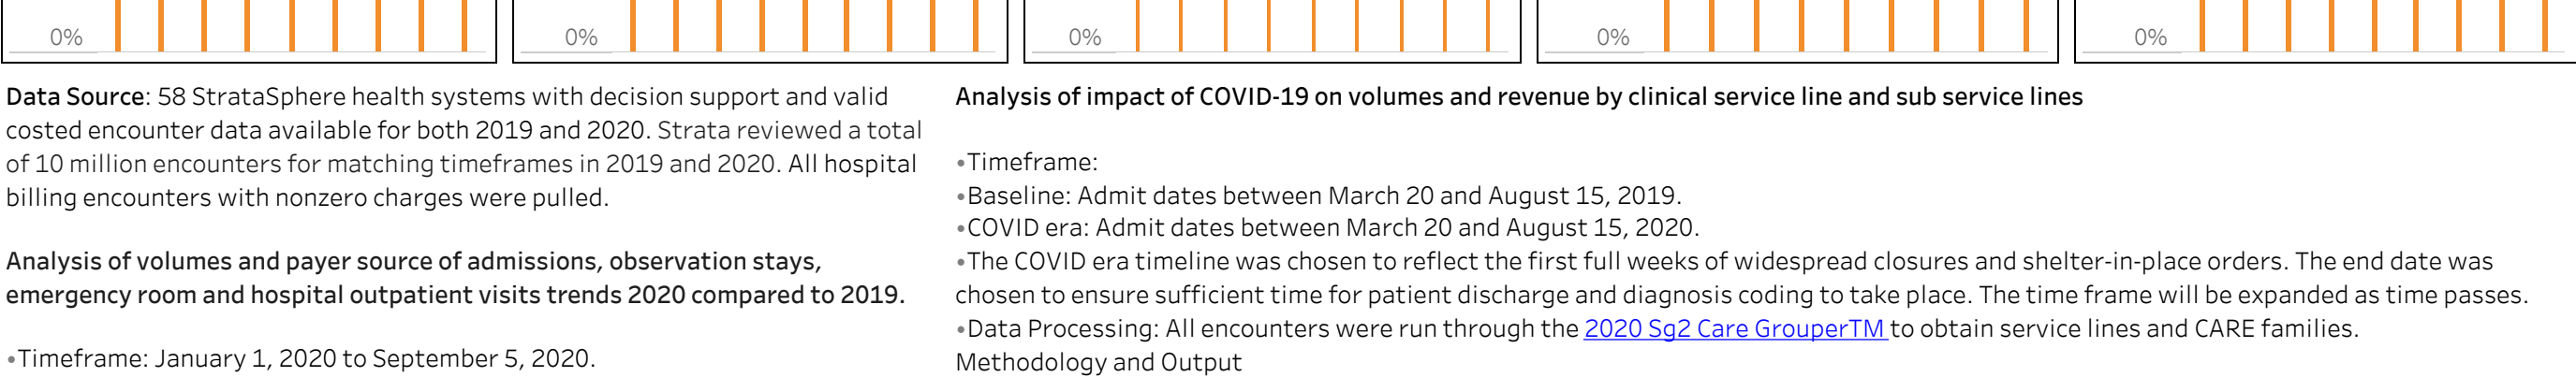 0%
0%
0%
0%
0%
Data Source: 58 StrataSphere health systems with decision support and valid
costed encounter data available for both 2019 and 2020. Strata reviewed a total
of 10 million encounters for matching timeframes in 2019 and 2020. All hospital
billing encounters with nonzero charges were pulled.
Analysis of volumes and payer source of admissions, observation stays,
emergency room and hospital outpatient visits trends 2020 compared to 2019.
•Timeframe: January 1, 2020 to September 5, 2020.
Analysis of impact of COVID-19 on volumes and revenue by clinical service line and sub service lines
•Timeframe:
•Baseline: Admit dates between March 20 and August 15, 2019.
•COVID era: Admit dates between March 20 and August 15, 2020.
•The COVID era timeline was chosen to reflect the first full weeks of widespread closures and shelter-in-place orders. The end date was
chosen to ensure sufficient time for patient discharge and diagnosis coding to take place. The time frame will be expanded as time passes.
•Data Processing: All encounters were run through the 2020 Sg2 Care GrouperTM to obtain service lines and CARE families.
Methodology and Output